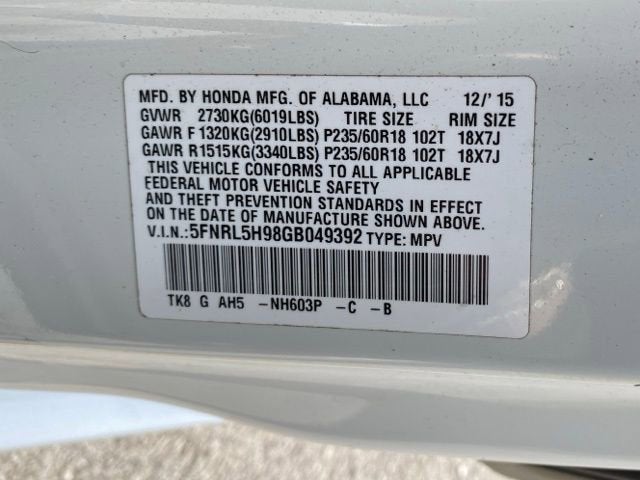 MFD. BY HONDA MFG. OF ALABAMA, LLC 12/' 15
GVWR 2730KG(6019LBS) TIRE SIZE RIM SIZE
GAWR F 1320KG(2910LBS) P235/60R18 102T 18X7J
GAWR R1515KG(3340LBS) P235/60R18 102T 18X7J
THIS VEHICLE CONFORMS TO ALL APPLICABLE
FEDERAL MOTOR VEHICLE SAFETY
AND THEFT PREVENTION STANDARDS IN EFFECT
ON THE DATE OF MANUFACTURE SHOWN ABOVE.
V.I.N.:5FNRL5H98GB049392 TYPE: MPV
TK8 G AH5 -NH603P -C -B